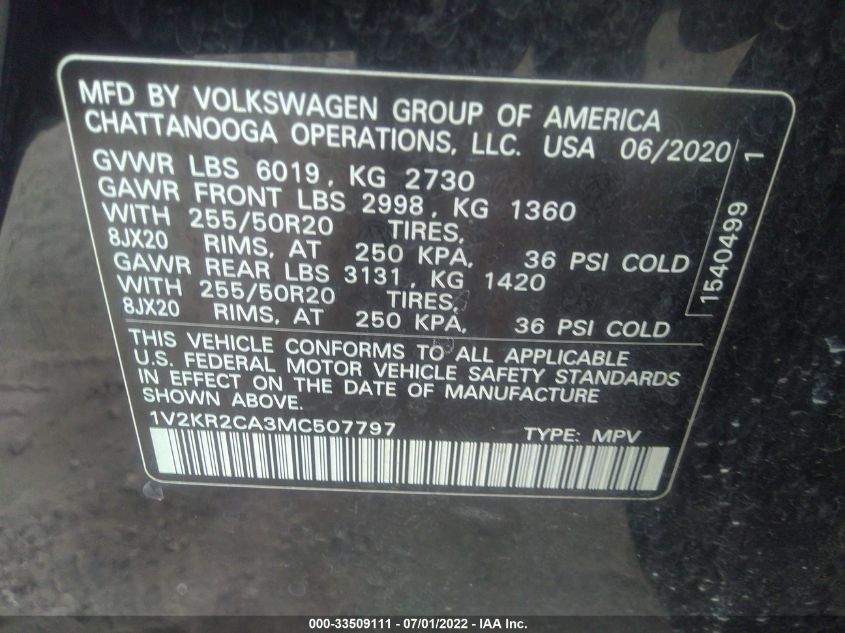 MFD BY VOLKSWAGEN GROUP OF AMERICA
CHATTANOOGA OPERATIONS, LLC. USA 06/2020
GVWR LBS 6019, KG 2730
GAWR FRONT LBS 2998, KG 1360
WITH 255/50R20 TIRES,
8JX20 RIMS, AT 250 KPA, 36 PSI COLD
GAWR REAR LBS 3131, KG 1420
WITH 255/50R20 TIRES,
8JX20 RIMS, AT 250 KPA, 36 PSI COLD
1540499 1
THIS VEHICLE CONFORMS TO ALL APPLICABLE
U.S. FEDERAL MOTOR VEHICLE SAFETY STANDARDS
IN EFFECT ON THE DATE OF MANUFACTURE
SHOWN ABOVE.
1V2KR2CA3MC507797 TYPE: MPV
000-33509111 - 07/01/2022 - IAA Inc.